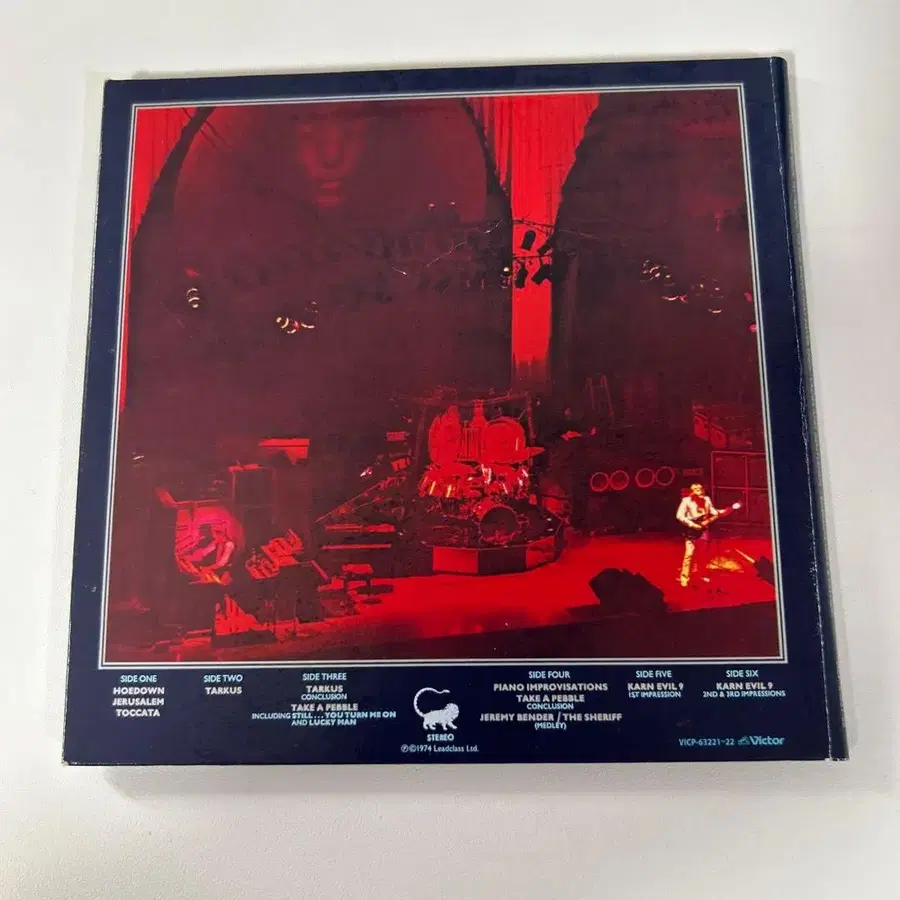 SIDE ONE
HOEDOWN
JERUSALEM
TOCCATA
SIDE TWO
TARKUS
SIDE THREE
TARKUS
CONCLUSION
TAKE A PEBBLE
INCLUDING STILL...YOU TURN ME ON
AND LUCKY MAN
STEREO
℗©1974 Leadclass Ltd.
SIDE FOUR
PIANO IMPROVISATIONS
TAKE A PEBBLE
CONCLUSION
JEREMY BENDER / THE SHERIFF
(MEDLEY)
SIDE FIVE
KARN EVIL 9
1ST IMPRESSION
SIDE SIX
KARN EVIL 9
2ND & 3RD IMPRESSIONS
VICP-63221~22 Victor